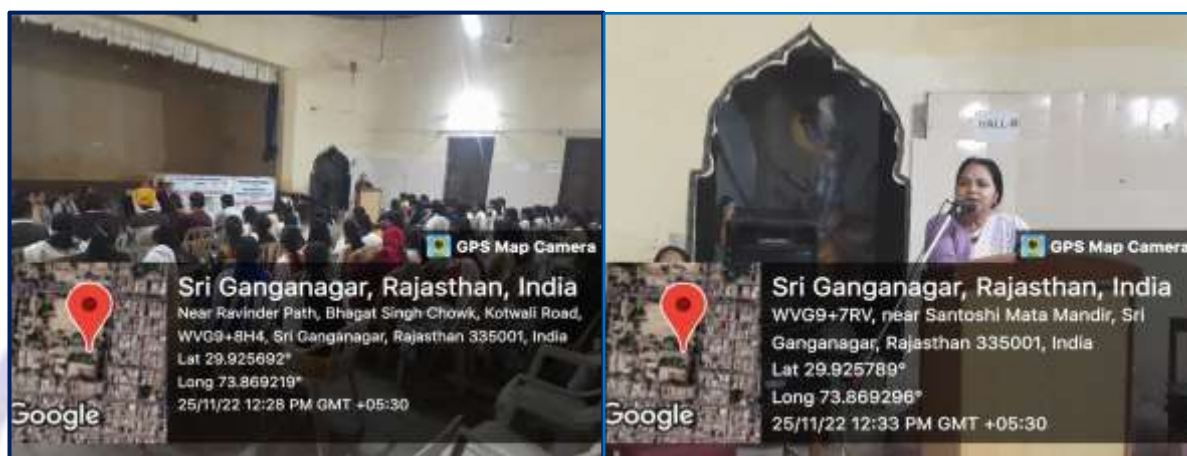 GPS Map Camera
Sri Ganganagar, Rajasthan, India
Near Ravinder Path, Bhagat Singh Chowk, Kotwali Road,
WVG9+8H4, Sri Ganganagar, Rajasthan 335001, India
Lat 29.925692°
Long 73.869219°
25/11/22 12:28 PM GMT +05:30
Google
HALL-B
GPS Map Camera
Sri Ganganagar, Rajasthan, India
WVG9+7RV, near Santoshi Mata Mandir, Sri
Ganganagar, Rajasthan 335001, India
Lat 29.925789°
Long 73.869296°
25/11/22 12:33 PM GMT +05:30
Google